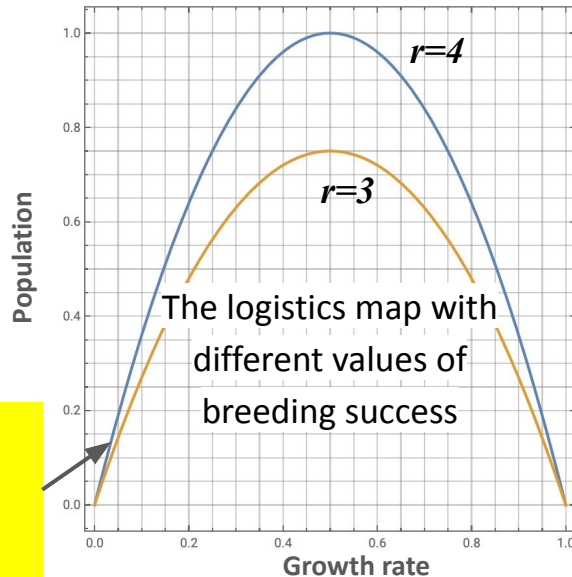 1.0
r=4
0.8
r=3
0.6
Population
The logistics map with
0.4
different values of
breeding success
0.2
0.0
0.0 0.2 0.4 0.6 0.8 1.0
Growth rate